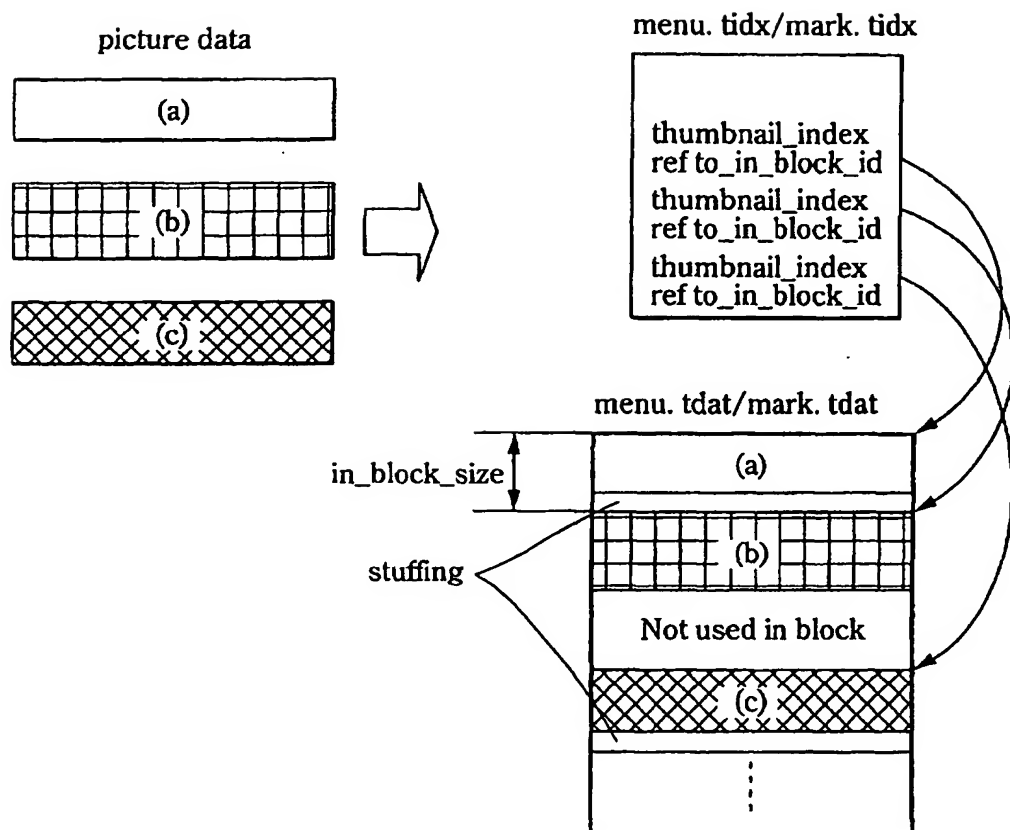 picture data
(a)
(b)
(c)
menu. tidx/mark. tidx
thumbnail_index
ref to_in_block_id
thumbnail_index
ref to_in_block_id
thumbnail_index
ref to_in_block_id
menu. tdat/mark. tdat
in_block_size
(a)
stuffing
(b)
Not used in block
(c)